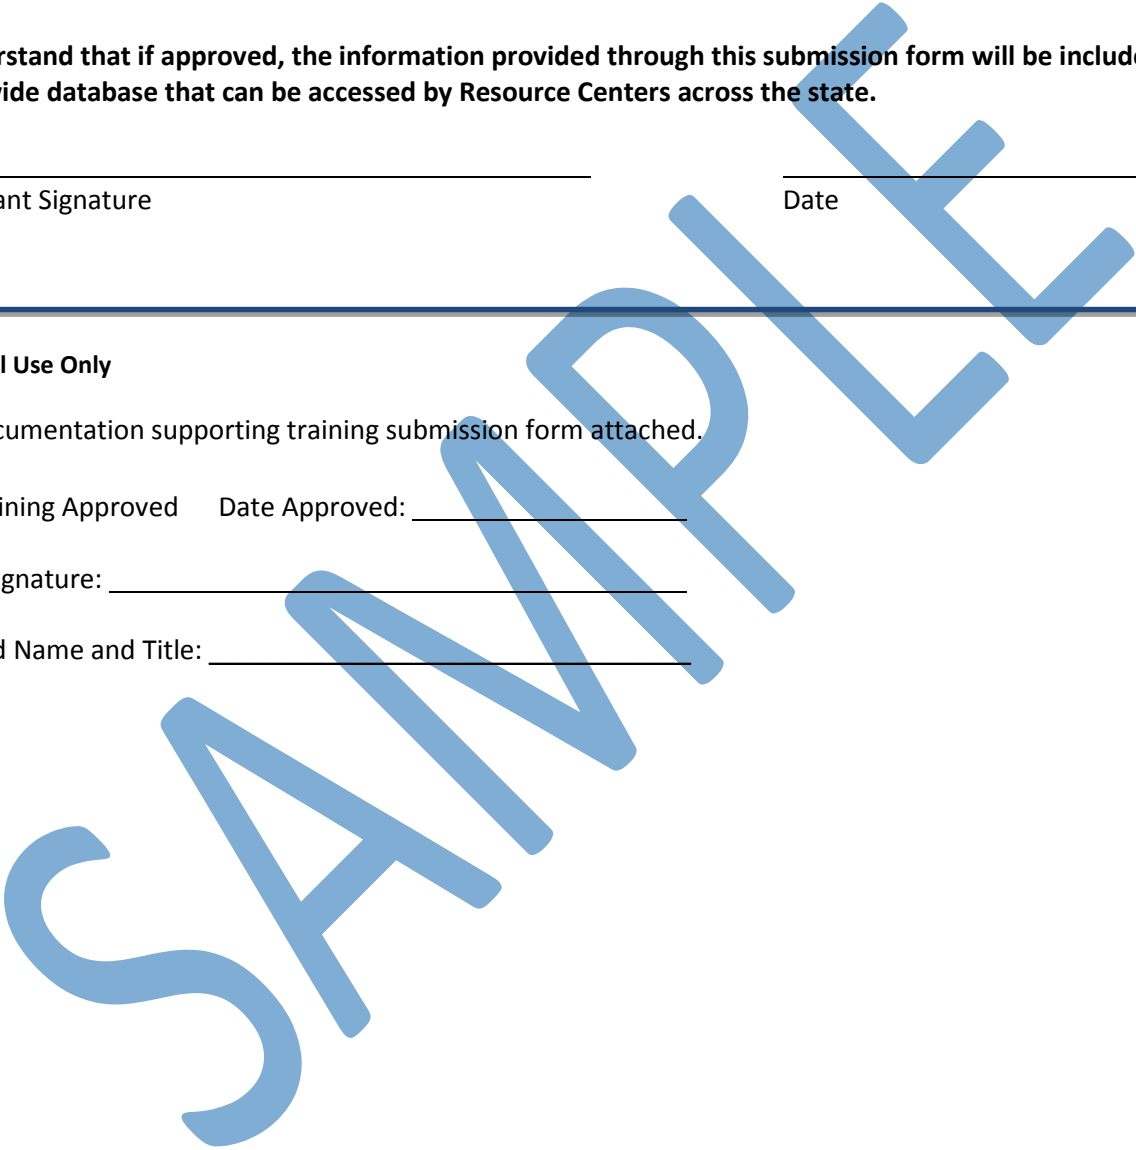 rstand that if approved, the information provided through this submission form will be include
vide database that can be accessed by Resource Centers across the state.
ant Signature Date
l Use Only
cumentation supporting training submission form attached.
ining Approved Date Approved:
gnature:
d Name and Title:
SAMPLE